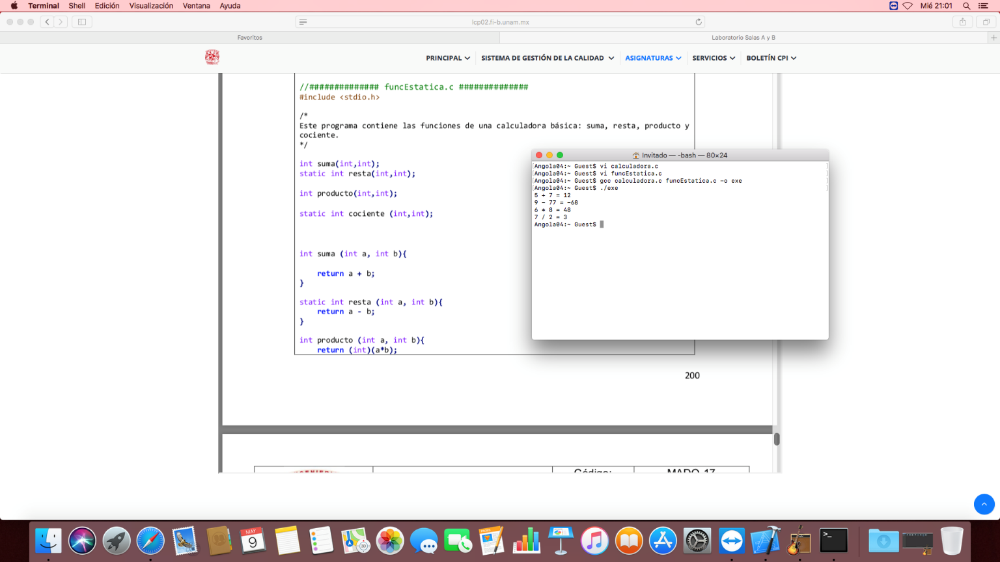 Terminal Shell Edición Visualización Ventana Ayuda Mié 21:01
lcp02.fi-b.unam.mx
Favoritos Laboratorio Salas A y B
PRINCIPAL SISTEMA DE GESTIÓN DE LA CALIDAD ASIGNATURAS SERVICIOS BOLETÍN CPI
//############## funcEstatica.c ##############
#include <stdio.h>
/*
Este programa contiene las funciones de una calculadora básica: suma, resta, producto y
cociente.
*/
int suma(int,int);
static int resta(int,int);
int producto(int,int);
static int cociente (int,int);
int suma (int a, int b){
return a + b;
}
static int resta (int a, int b){
return a - b;
}
int producto (int a, int b){
return (int)(a*b);
200
Código: MADO-17
Invitado — -bash — 80×24
Angola04:~ Guest$ vi calculadora.c
Angola04:~ Guest$ vi funcEstatica.c
Angola04:~ Guest$ gcc calculadora.c funcEstatica.c -o exe
Angola04:~ Guest$ ./exe
5 + 7 = 12
9 - 77 = -68
6 * 8 = 48
7 / 2 = 3
Angola04:~ Guest$
MAY
9